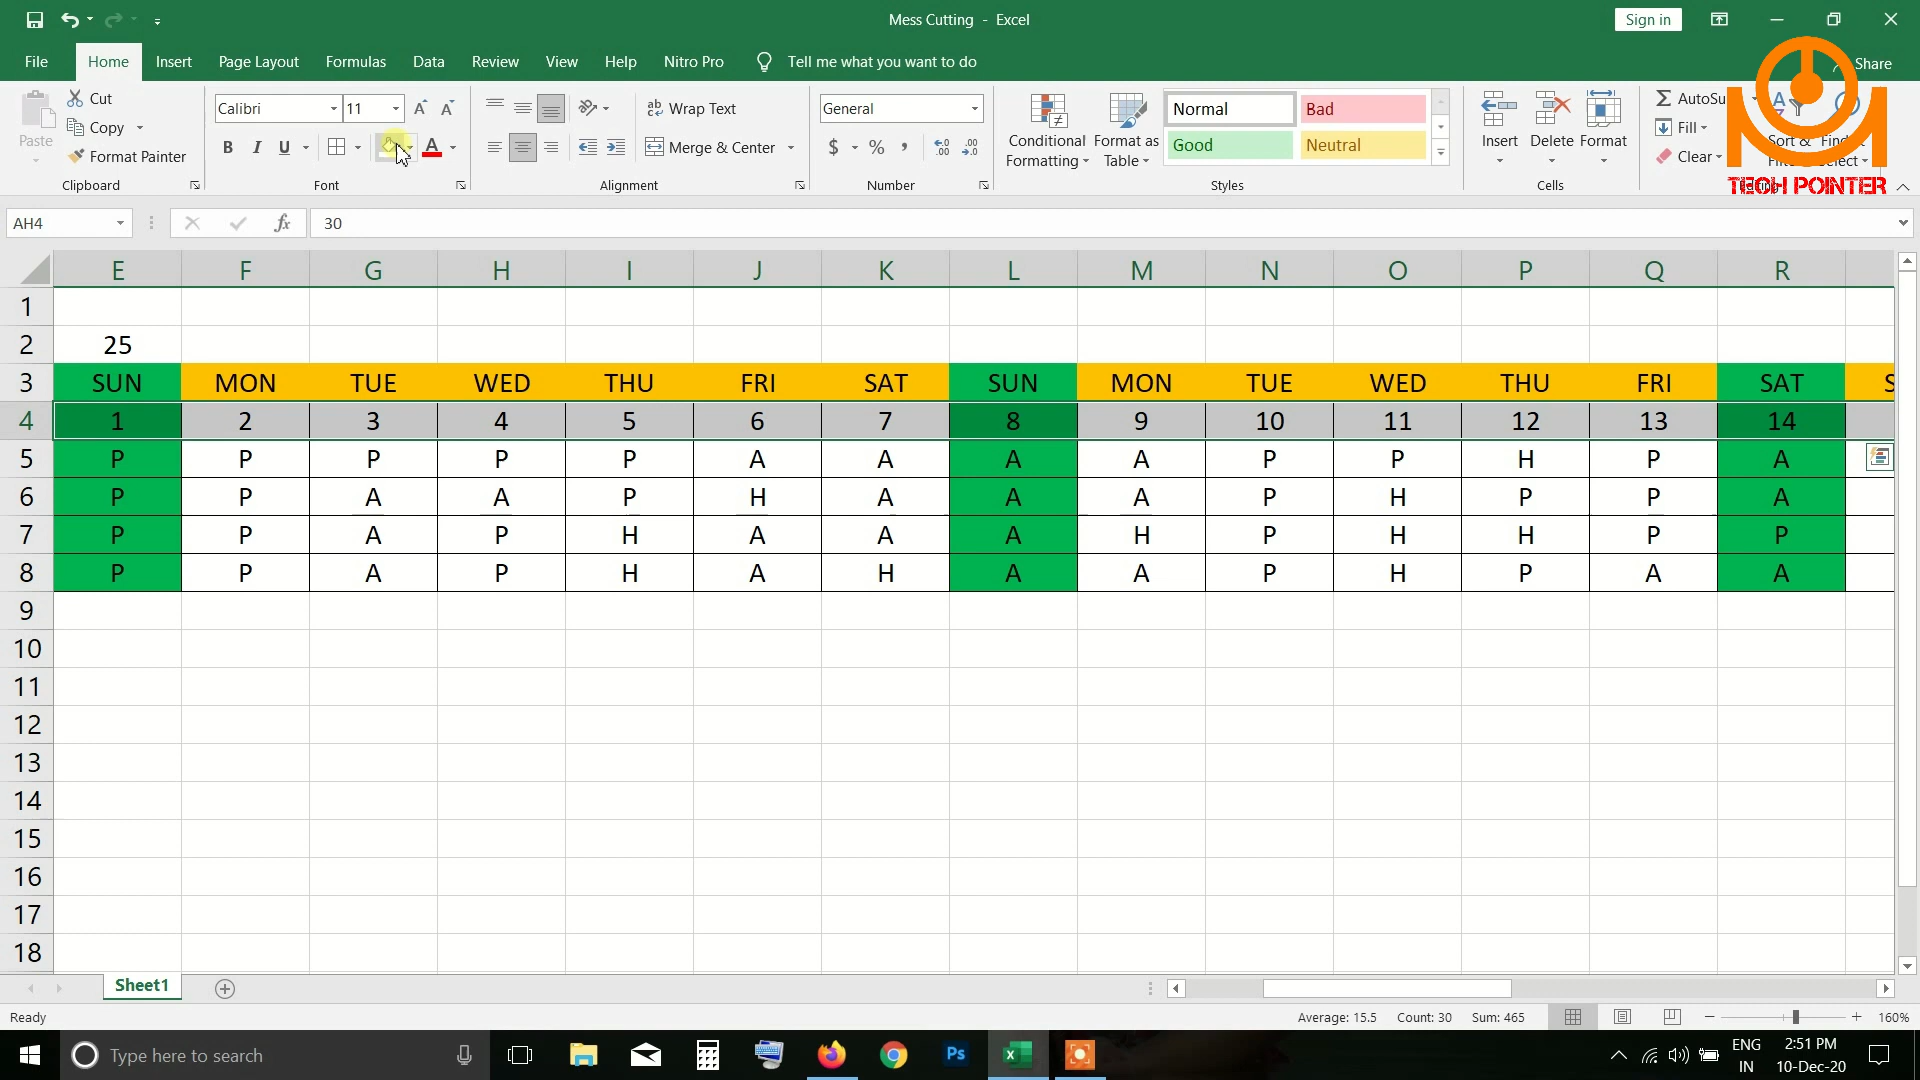 Mess Cutting - Excel
Sign in
File Home Insert Page Layout Formulas Data Review View Help Nitro Pro Tell me what you want to do Share
Cut
Copy
Format Painter
Paste
Clipboard
Calibri 11
B I U
Font
Wrap Text
Merge & Center
Alignment
General
$ % ,
Number
Conditional Formatting
Format as Table
Normal Bad
Good Neutral
Styles
Insert Delete Format
Cells
Fill
Clear
TECH POINTER
AH4 fx 30
E F G H I J K L M N O P Q R
1
2 25
3 SUN MON TUE WED THU FRI SAT SUN MON TUE WED THU FRI SAT
4 1 2 3 4 5 6 7 8 9 10 11 12 13 14
5 P P P P P A A A A P P H P A
6 P P A A P H A A A P H P P A
7 P P A P H A A A H P H H P P
8 P P A P H A H A A P H P A A
9
10
11
12
13
14
15
16
17
18
Sheet1
Ready Average: 15.5 Count: 30 Sum: 465 160%
Type here to search
Ps
ENG
IN
2:51 PM
10-Dec-20